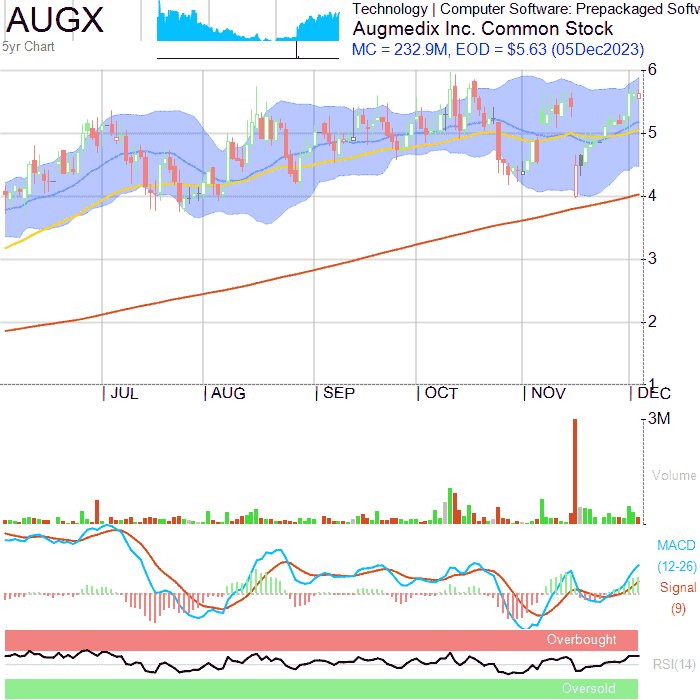 AUGX
5yr Chart
Technology | Computer Software: Prepackaged Softw
Augmedix Inc. Common Stock
MC = 232.9M, EOD = $5.63 (05Dec2023)
6
5
4
3
2
1
JUL
AUG
SEP
OCT
NOV
DEC
3M
Volume
MACD
(12-26)
Signal
(9)
Overbought
RSI(14)
Oversold